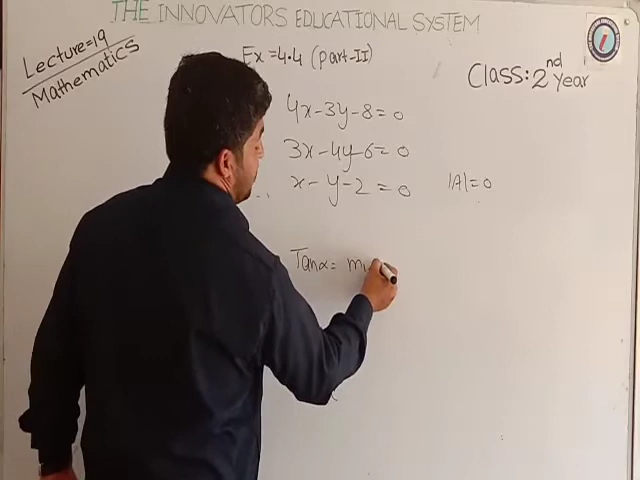 THE INNOVATORS EDUCATIONAL SYSTEM
Lecture=19
Mathematics
Ex=4.4 (part-II)
Class: 2nd year
4x-3y-8=0
3x-4y-6=0
x-y-2=0
|A|=0
Tanα= m1